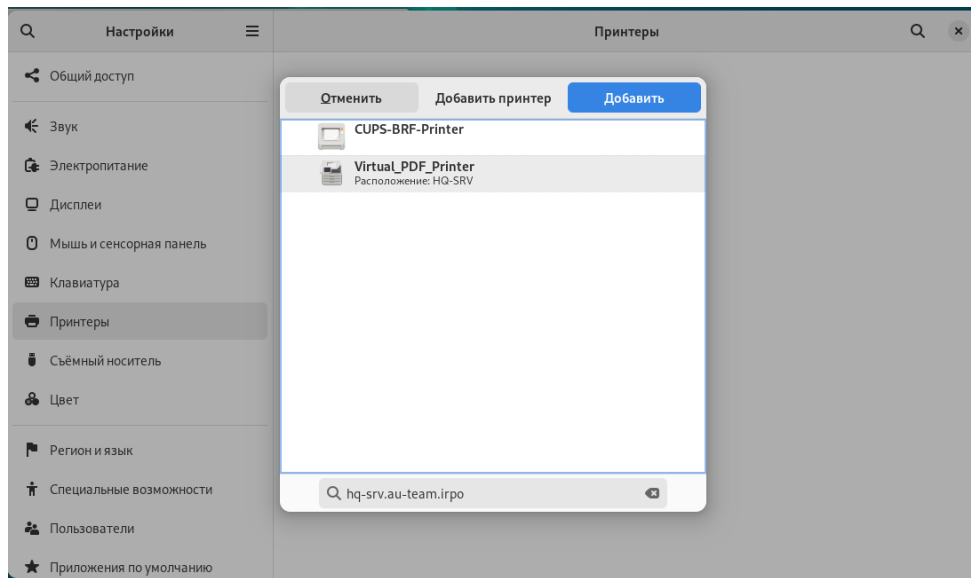 Настройки
Принтеры
Общий доступ
Звук
Электропитание
Дисплеи
Мышь и сенсорная панель
Клавиатура
Принтеры
Съёмный носитель
Цвет
Регион и язык
Специальные возможности
Пользователи
Приложения по умолчанию
Отменить
Добавить принтер
Добавить
CUPS-BRF-Printer
Virtual_PDF_Printer
Расположение: HQ-SRV
hq-srv.au-team.irpo